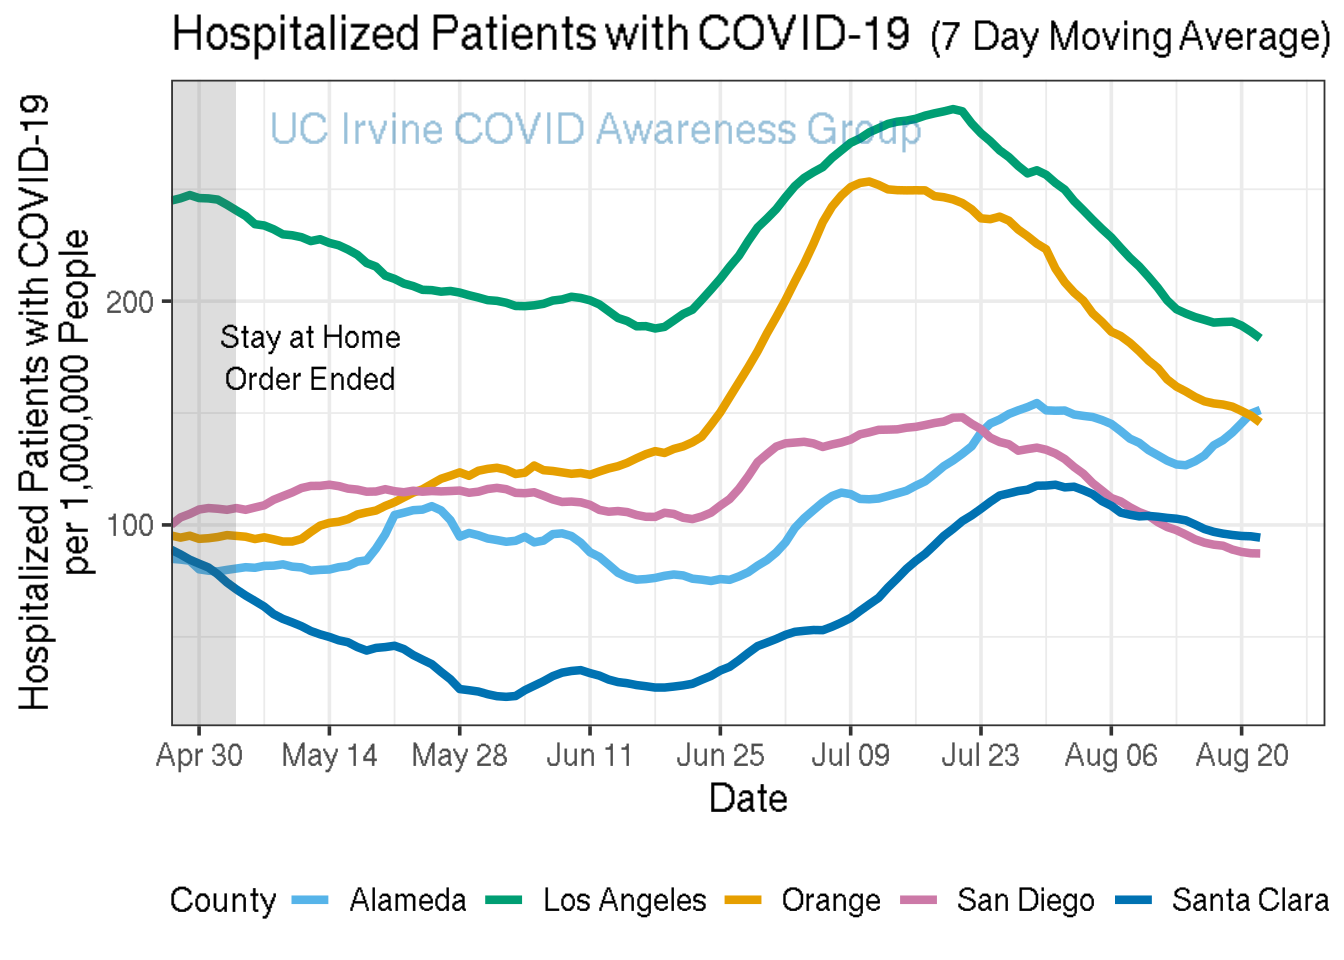 Hospitalized Patients with COVID-19 (7 Day Moving Average)
Hospitalized Patients with COVID-19
per 1,000,000 People
UC Irvine COVID Awareness Group
200
Stay at Home
Order Ended
100
Apr 30 May 14 May 28 Jun 11 Jun 25 Jul 09 Jul 23 Aug 06 Aug 20
Date
County Alameda Los Angeles Orange San Diego Santa Clara